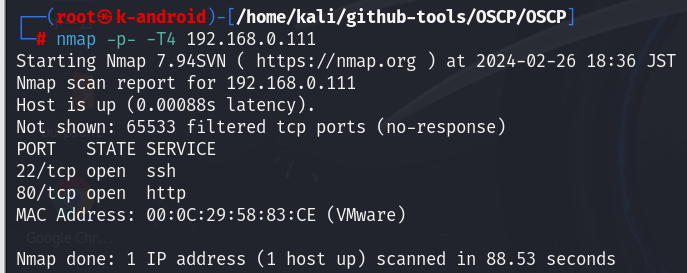 ┌──(root㉿k-android)-[/home/kali/github-tools/OSCP/OSCP]
└─# nmap -p- -T4 192.168.0.111
Starting Nmap 7.94SVN ( https://nmap.org ) at 2024-02-26 18:36 JST
Nmap scan report for 192.168.0.111
Host is up (0.00088s latency).
Not shown: 65533 filtered tcp ports (no-response)
PORT   STATE SERVICE
22/tcp open  ssh
80/tcp open  http
MAC Address: 00:0C:29:58:83:CE (VMware)
Google Chr...
Nmap done: 1 IP address (1 host up) scanned in 88.53 seconds